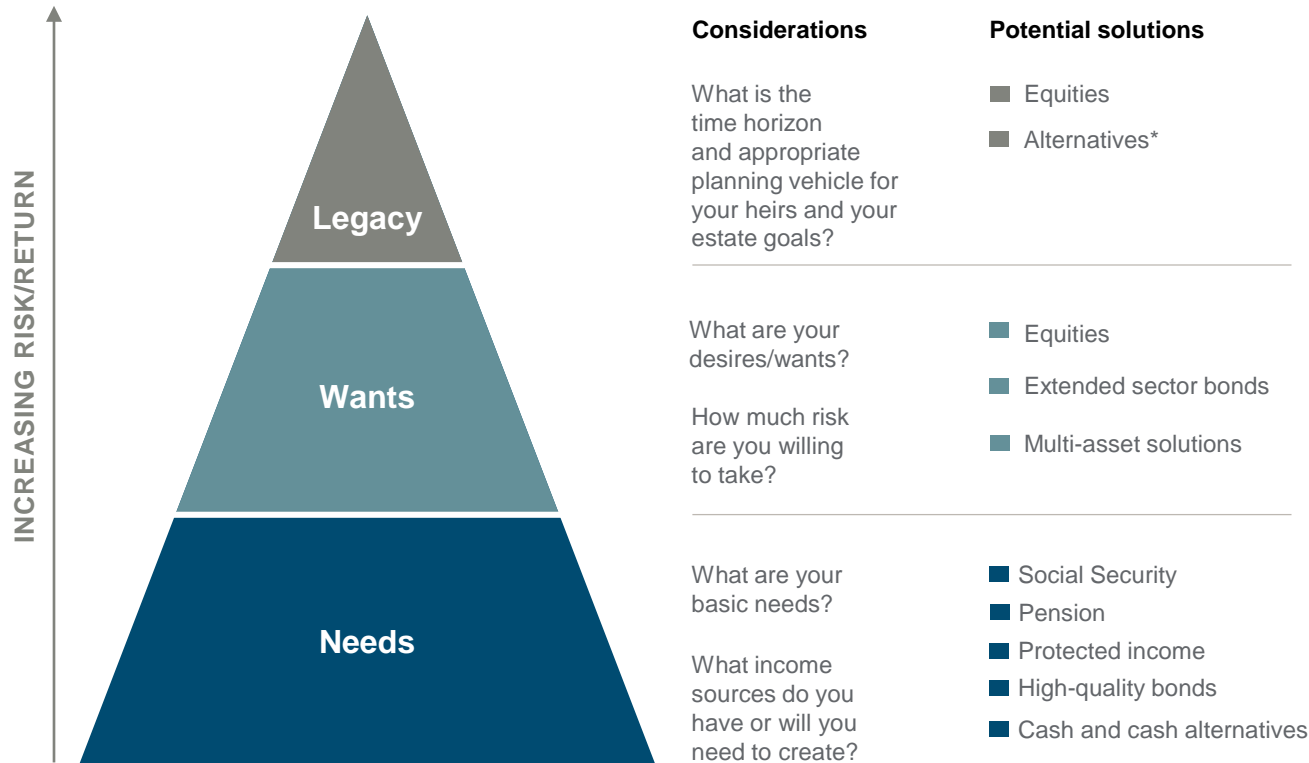 INCREASING RISK/RETURN
Legacy
Wants
Needs
Considerations
Potential solutions
What is the
time horizon
and appropriate
planning vehicle for
your heirs and your
estate goals?
Equities
Alternatives*
What are your
desires/wants?
How much risk
are you willing
to take?
Equities
Extended sector bonds
Multi-asset solutions
What are your
basic needs?
What income
sources do you
have or will you
need to create?
Social Security
Pension
Protected income
High-quality bonds
Cash and cash alternatives